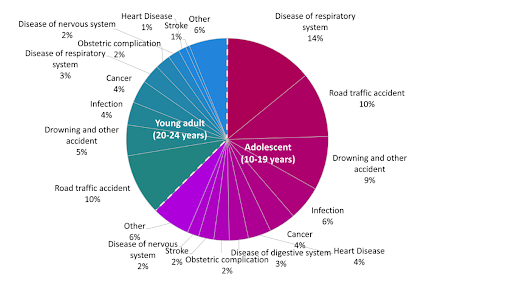 Heart Disease
1%
Other
6%
Disease of respiratory
system
14%
Disease of nervous system
2%
Stroke
1%
Obstetric complication
2%
Disease of respiratory
system
3%
Cancer
4%
Infection
4%
Drowning and other
accident
5%
Road traffic accident
10%
Young adult
(20-24 years)
Adolescent
(10-19 years)
Road traffic accident
10%
Drowning and other
accident
9%
Infection
6%
Cancer
4%
Heart Disease
4%
Disease of digestive system
3%
Obstetric complication
2%
Stroke
2%
Disease of nervous
system
2%
Other
6%